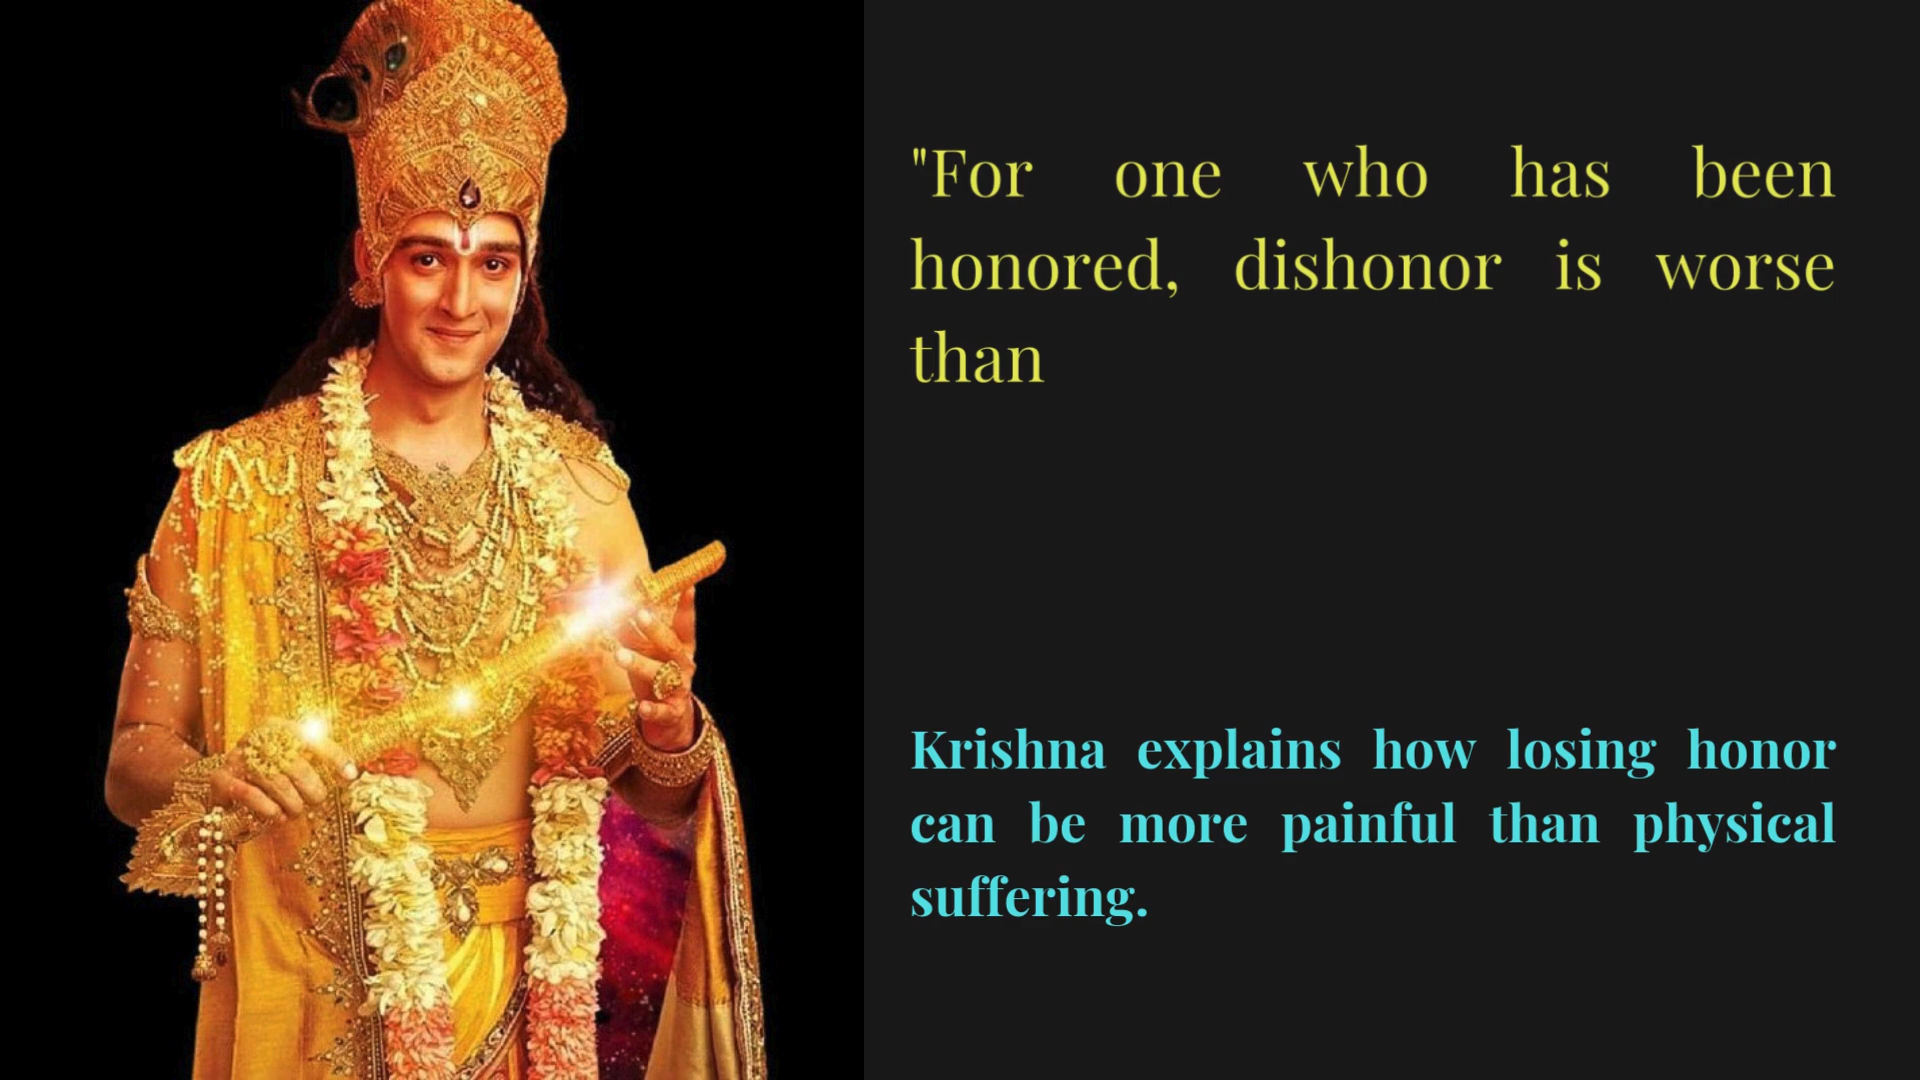 "For one who has been
honored, dishonor is worse
than
Krishna explains how losing honor
can be more painful than physical
suffering.